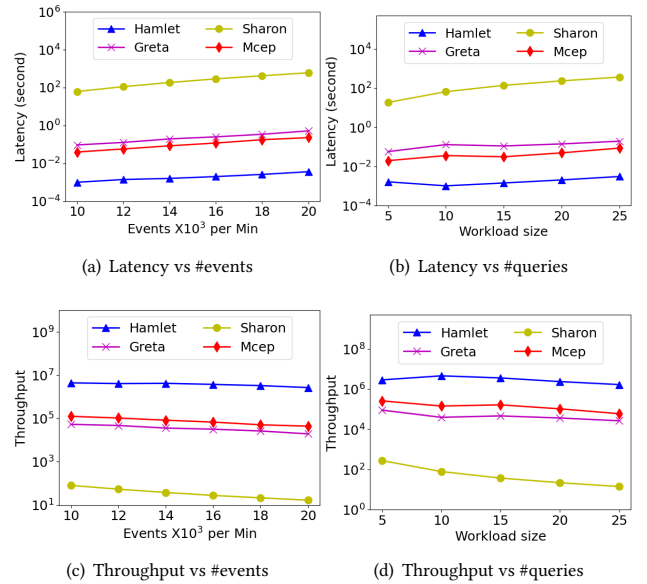 Hamlet Sharon
Greta Mcep
Latency (second)
10^6
10^4
10^2
10^0
10^-2
10^-4
10 12 14 16 18 20
Events X10^3 per Min
(a) Latency vs #events
Hamlet Sharon
Greta Mcep
Latency (second)
10^4
10^2
10^0
10^-2
10^-4
5 10 15 20 25
Workload size
(b) Latency vs #queries
Hamlet Sharon
Greta Mcep
Throughput
10^9
10^7
10^5
10^3
10^1
10 12 14 16 18 20
Events X10^3 per Min
(c) Throughput vs #events
Hamlet Sharon
Greta Mcep
Throughput
10^8
10^6
10^4
10^2
10^0
5 10 15 20 25
Workload size
(d) Throughput vs #queries